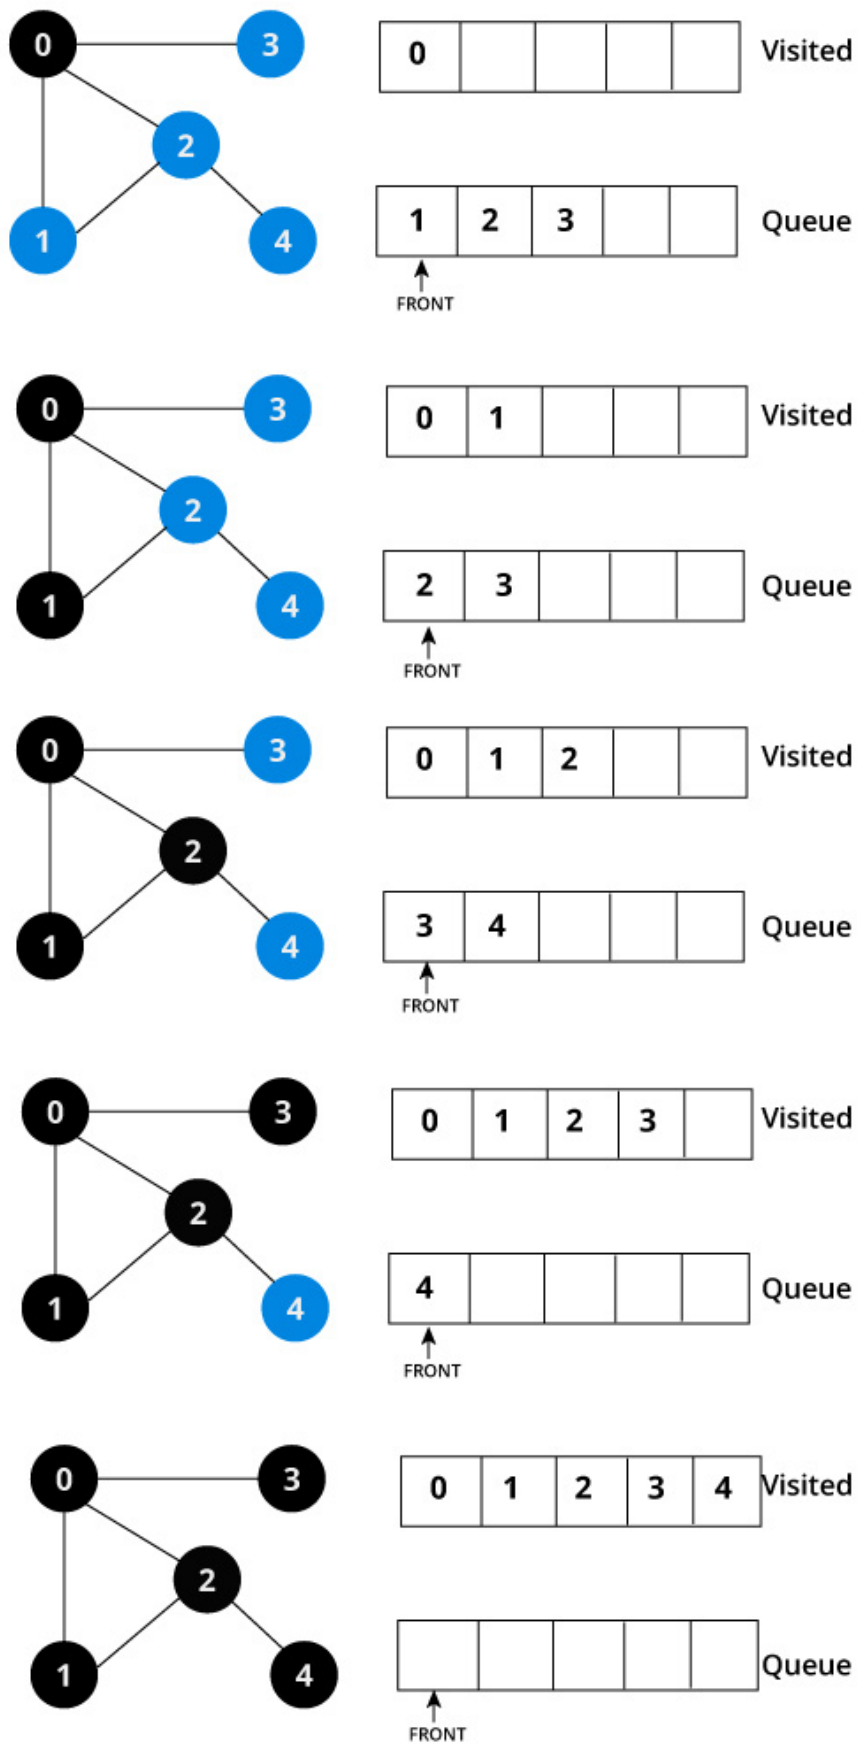 0 3 0 Visited
2
1 4 1 2 3 Queue
FRONT
0 3 0 1 Visited
2
1 4 2 3 Queue
FRONT
0 3 0 1 2 Visited
2
1 4 3 4 Queue
FRONT
0 3 0 1 2 3 Visited
2
1 4 4 Queue
FRONT
0 3 0 1 2 3 4 Visited
2
1 4 Queue
FRONT